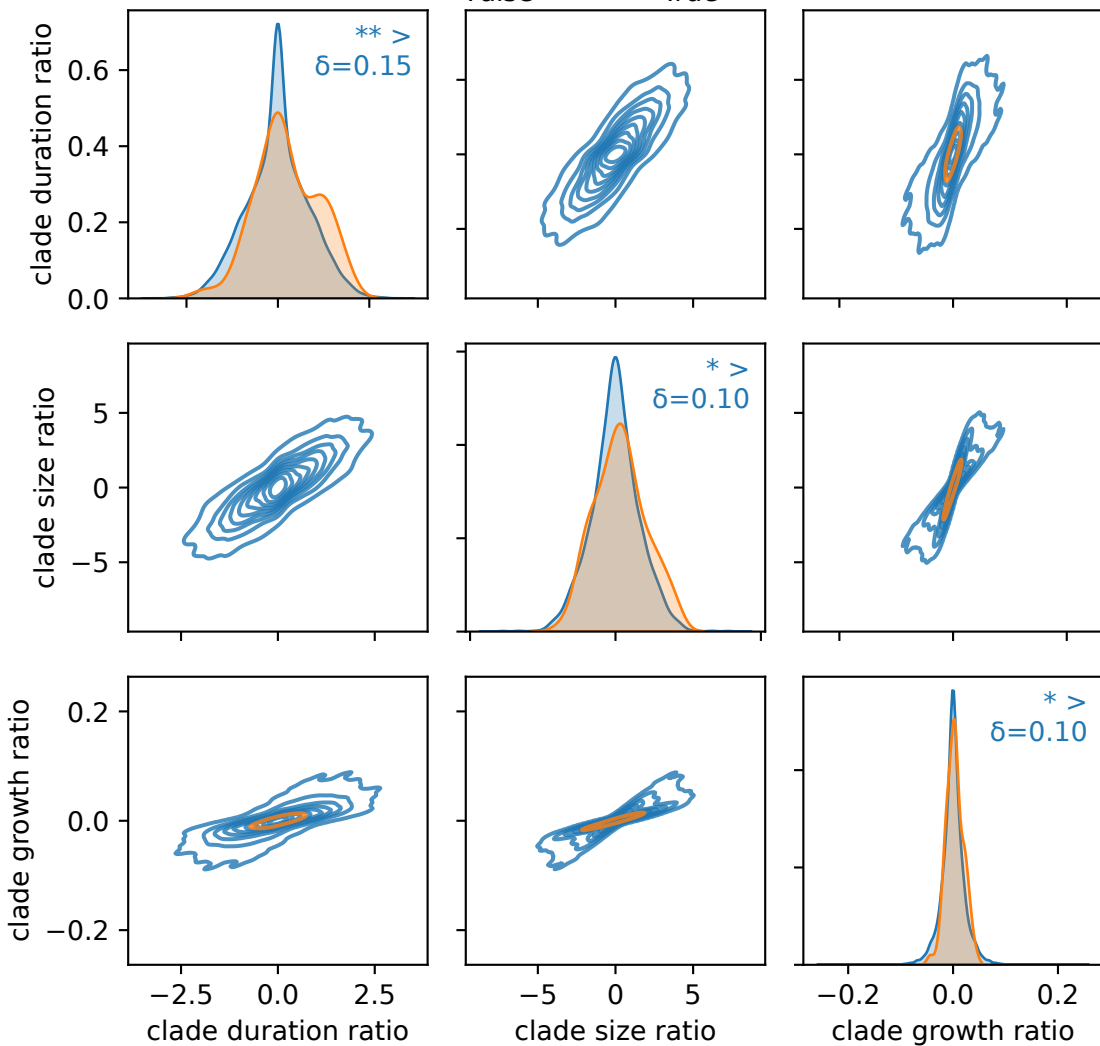 clade duration ratio
0.6
0.4
0.2
0.0
** >
δ=0.15
clade size ratio
5
0
−5
* >
δ=0.10
clade growth ratio
0.2
0.0
−0.2
* >
δ=0.10
−2.5 0.0 2.5
−5 0 5
−0.2 0.0 0.2
clade duration ratio
clade size ratio
clade growth ratio